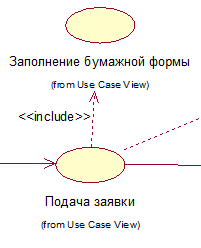 Заполнение бумажной формы
(from Use Case View)
<<include>>
Подача заявки
(from Use Case View)